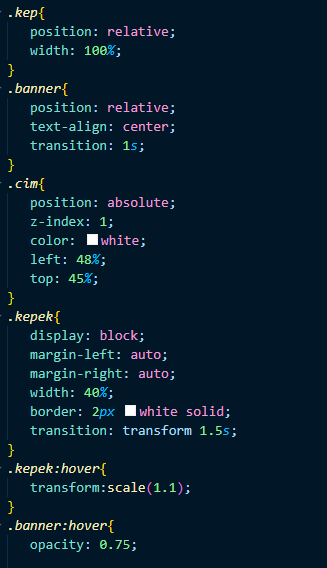 .kep{
position: relative;
width: 100%;
}
.banner{
position: relative;
text-align: center;
transition: 1s;
}
.cim{
position: absolute;
z-index: 1;
color: white;
left: 48%;
top: 45%;
}
.kepek{
display: block;
margin-left: auto;
margin-right: auto;
width: 40%;
border: 2px white solid;
transition: transform 1.5s;
}
.kepek:hover{
transform:scale(1.1);
}
.banner:hover{
opacity: 0.75;